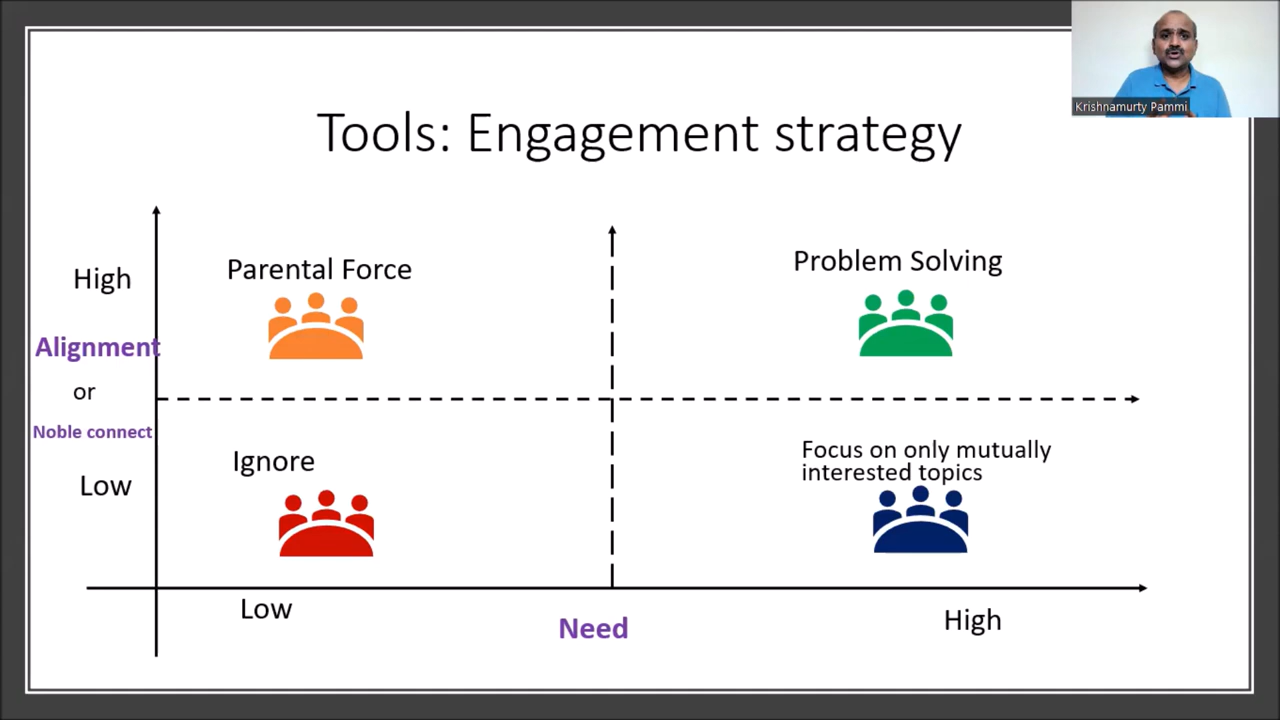 Krishnamurty Pammi
Tools: Engagement strategy
High
Alignment
or
Noble connect
Low
Parental Force
Problem Solving
Ignore
Focus on only mutually
interested topics
Low
Need
High